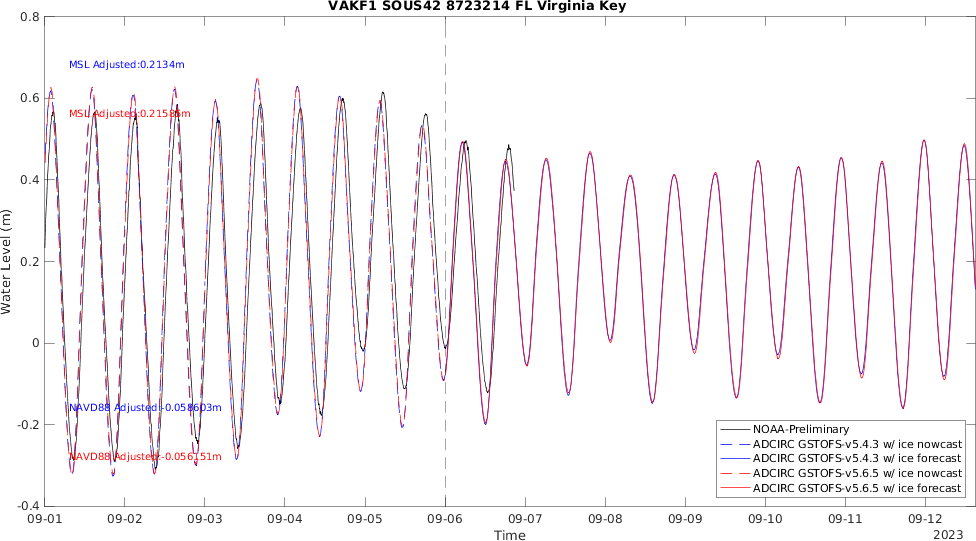 VAKF1 SOUS42 8723214 FL Virginia Key
0.8
MSL Adjusted:0.2134m
0.6
MSL Adjusted:0.21585m
0.4
Water Level (m)
0.2
0
NAVD88 Adjusted:-0.058603m
-0.2
NAVD88 Adjusted:-0.056151m
-0.4
NOAA-Preliminary
ADCIRC GSTOFS-v5.4.3 w/ ice nowcast
ADCIRC GSTOFS-v5.4.3 w/ ice forecast
ADCIRC GSTOFS-v5.6.5 w/ ice nowcast
ADCIRC GSTOFS-v5.6.5 w/ ice forecast
09-01 09-02 09-03 09-04 09-05 09-06 09-07 09-08 09-09 09-10 09-11 09-12
Time
2023